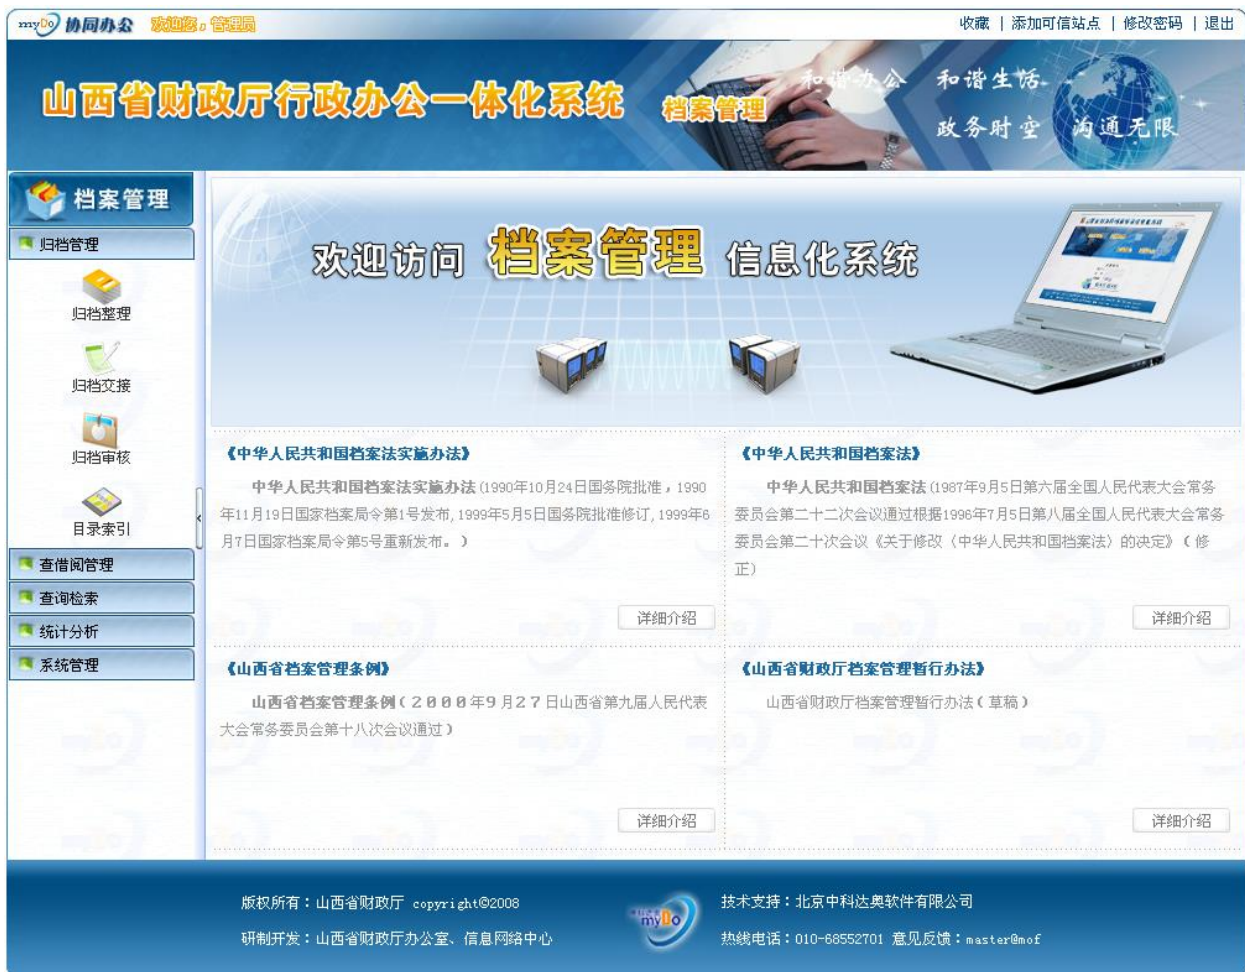 myDo 协同办公 欢迎您，管理员
收藏 | 添加可信站点 | 修改密码 | 退出
山西省财政厅行政办公一体化系统 档案管理
和谐办公 和谐生活
政务时空 沟通无限
档案管理
归档管理
归档整理
归档交接
归档审核
目录索引
查借阅管理
查询检索
统计分析
系统管理
欢迎访问 档案管理 信息化系统
《中华人民共和国档案法实施办法》
中华人民共和国档案法实施办法(1990年10月24日国务院批准，1990
年11月19日国家档案局令第1号发布,1999年5月5日国务院批准修订,1999年6
月7日国家档案局令第5号重新发布。)
详细介绍
《中华人民共和国档案法》
中华人民共和国档案法(1987年9月5日第六届全国人民代表大会常务
委员会第二十二次会议通过根据1996年7月5日第八届全国人民代表大会常务
委员会第二十次会议《关于修改〈中华人民共和国档案法〉的决定》(修
正)
详细介绍
《山西省档案管理条例》
山西省档案管理条例(２０００年９月２７日山西省第九届人民代表
大会常务委员会第十八次会议通过)
详细介绍
《山西省财政厅档案管理暂行办法》
山西省财政厅档案管理暂行办法(草稿)
详细介绍
版权所有：山西省财政厅 copyright©2008
研制开发：山西省财政厅办公室、信息网络中心
myDo
技术支持：北京中科达奥软件有限公司
热线电话：010-68552701 意见反馈：master@mof